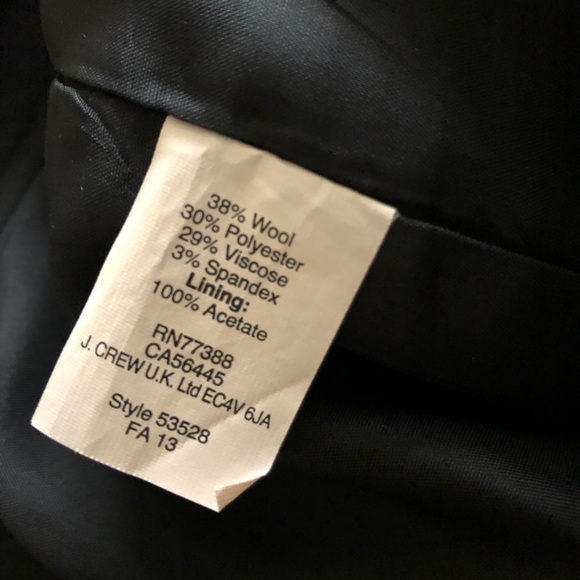 38% Wool
30% Polyester
29% Viscose
3% Spandex
Lining:
100% Acetate
RN77388
CA56445
J. CREW U.K. Ltd EC4V 6JA
Style 53528
FA 13